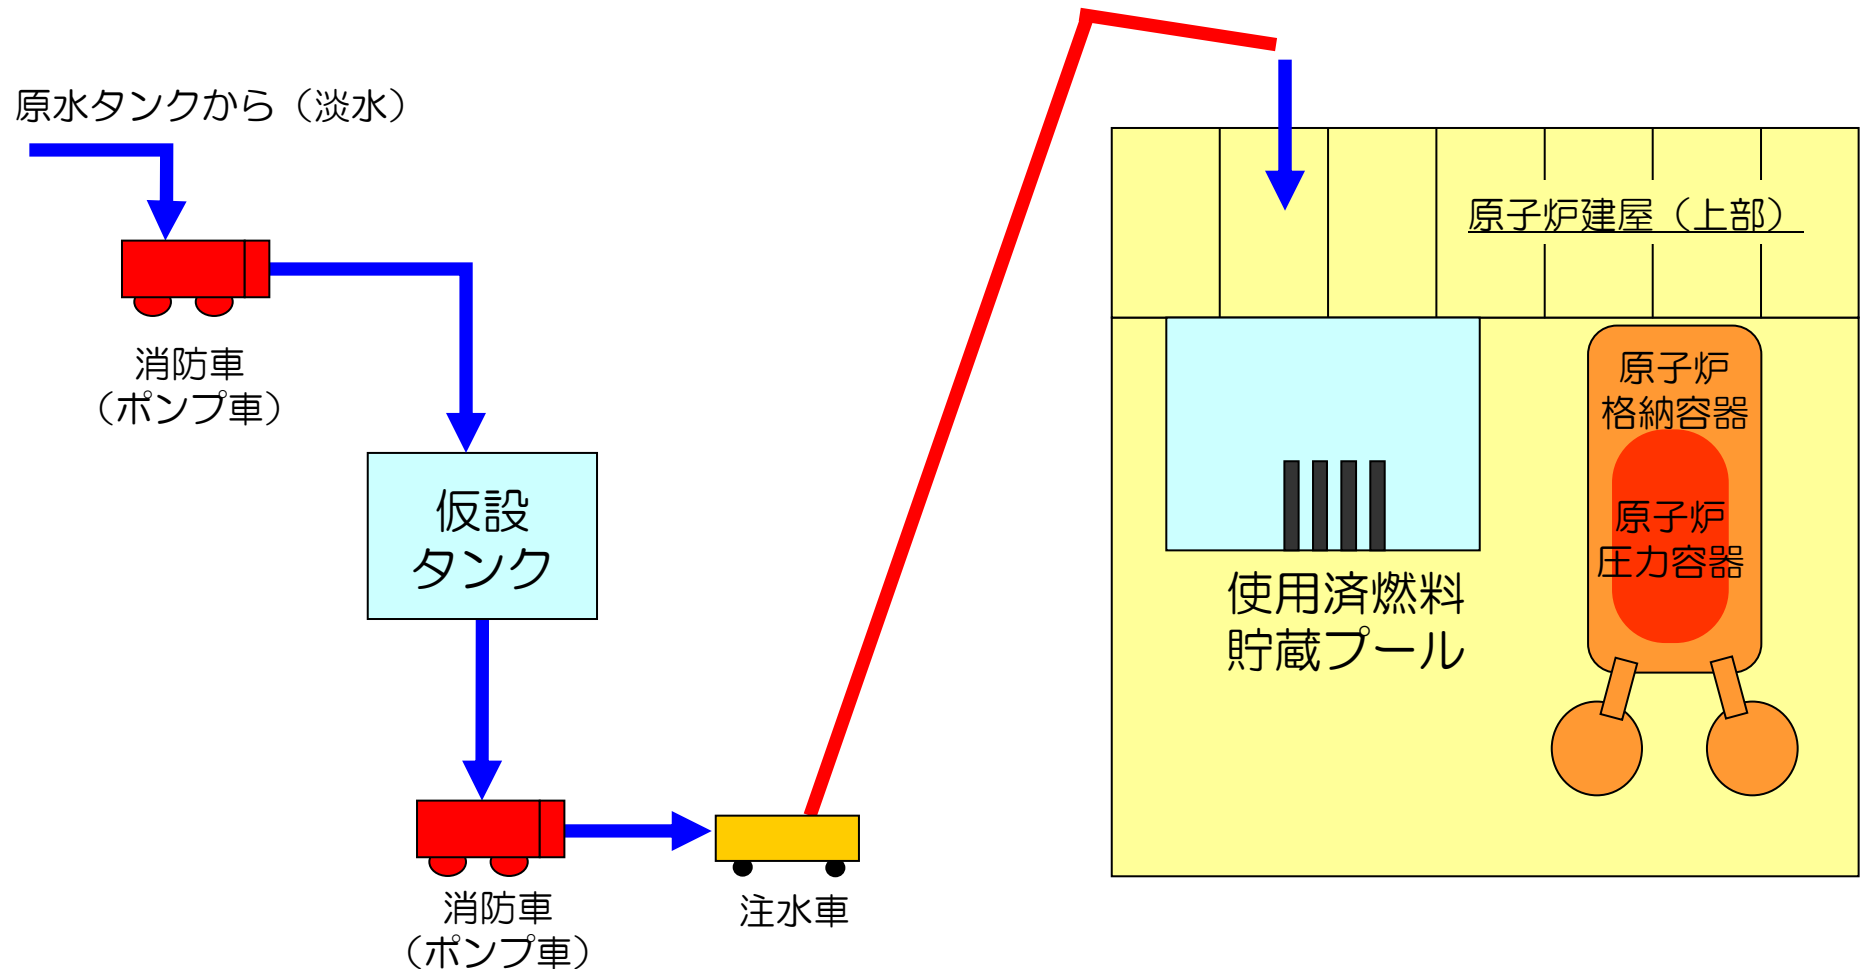 原水タンクから（淡水）
消防車
（ポンプ車）
仮設
タンク
消防車
（ポンプ車）
注水車
原子炉建屋（上部）
使用済燃料
貯蔵プール
原子炉
格納容器
原子炉
圧力容器